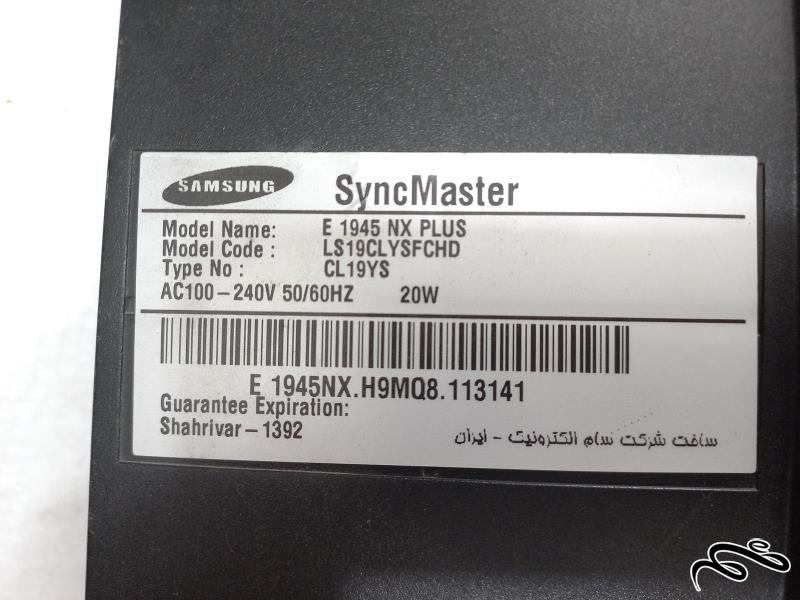 SAMSUNG SyncMaster
Model Name: E 1945 NX PLUS
Model Code : LS19CLYSFCHD
Type No : CL19YS
AC100-240V 50/60HZ 20W
E 1945NX.H9MQ8.113141
Guarantee Expiration:
Shahrivar-1392
ساخت شرکت سام الکترونیک - ایران